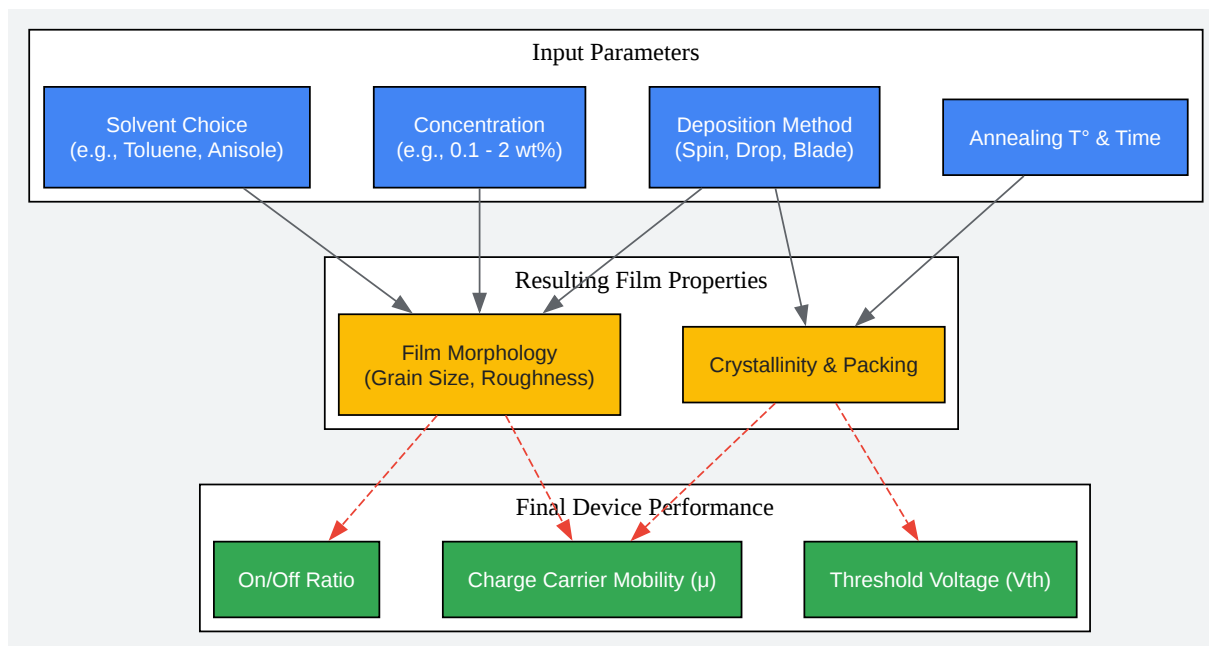 Input Parameters
Solvent Choice
(e.g., Toluene, Anisole)
Concentration
(e.g., 0.1 - 2 wt%)
Deposition Method
(Spin, Drop, Blade)
Annealing T° & Time
Resulting Film Properties
Film Morphology
(Grain Size, Roughness)
Crystallinity & Packing
Final Device Performance
On/Off Ratio
Charge Carrier Mobility (μ)
Threshold Voltage (Vth)